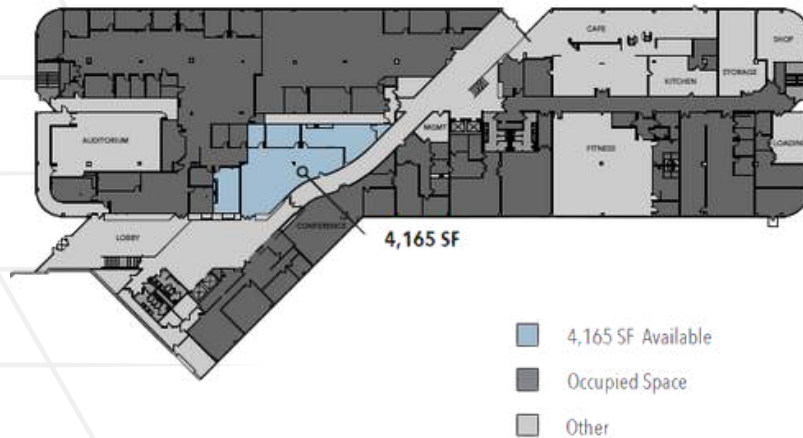 CAFE
SHOP
KITCHEN
STORAGE
AUDITORIUM
MGMT
FITNESS
LOADING
LOBBY
CONFERENCE
4,165 SF
4,165 SF Available
Occupied Space
Other